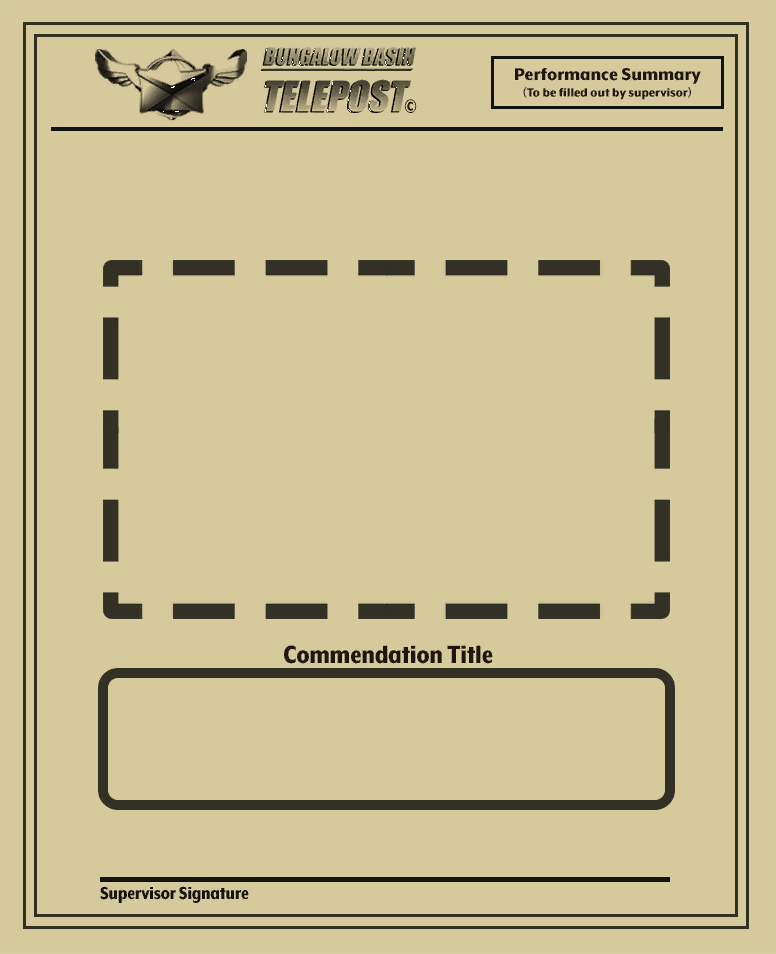 BUNGALOW BASIN
TELEPOST©
Performance Summary
(To be filled out by supervisor)
Commendation Title
Supervisor Signature